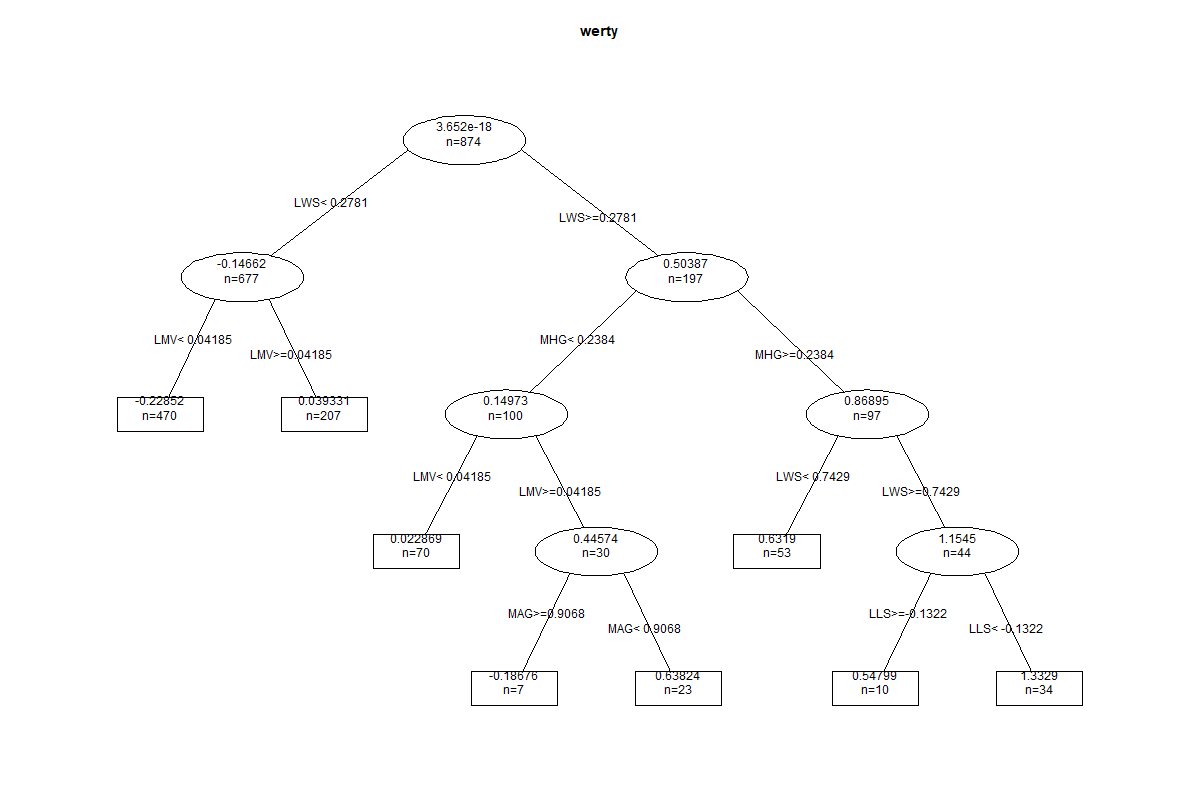 werty
3.652e-18
n=874
LWS< 0.2781
LWS>=0.2781
-0.14662
n=677
0.50387
n=197
LMV< 0.04185
LMV>=0.04185
MHG< 0.2384
MHG>=0.2384
-0.22852
n=470
0.039331
n=207
0.14973
n=100
0.86895
n=97
LMV< 0.04185
LMV>=0.04185
LWS< 0.7429
LWS>=0.7429
0.022869
n=70
0.44574
n=30
0.6319
n=53
1.1545
n=44
MAG>=0.9068
MAG< 0.9068
LLS>=-0.1322
LLS< -0.1322
-0.18676
n=7
0.63824
n=23
0.54799
n=10
1.3329
n=34